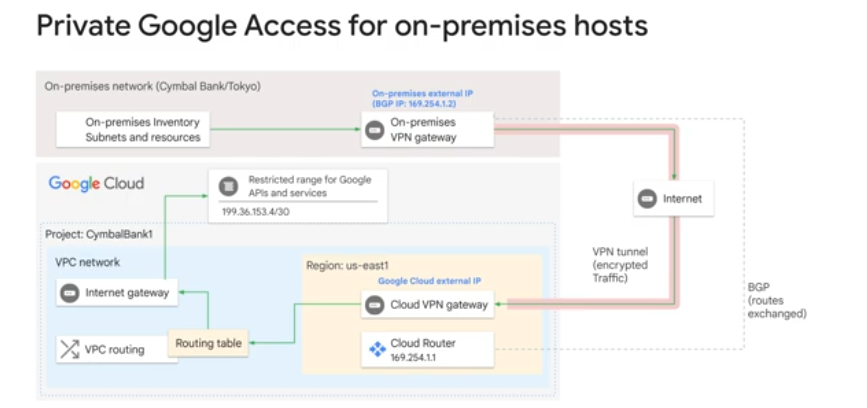 Private Google Access for on-premises hosts
On-premises network (Cymbal Bank/Tokyo)
On-premises external IP
(BGP IP: 169.254.1.2)
On-premises Inventory
Subnets and resources
On-premises
VPN gateway
Google Cloud
Restricted range for Google
APIs and services
199.36.153.4/30
Internet
Project: CymbalBank1
VPC network
Region: us-east1
VPN tunnel
(encrypted
Traffic)
Google Cloud external IP
Internet gateway
Cloud VPN gateway
BGP
(routes
exchanged)
VPC routing
Routing table
Cloud Router
169.254.1.1